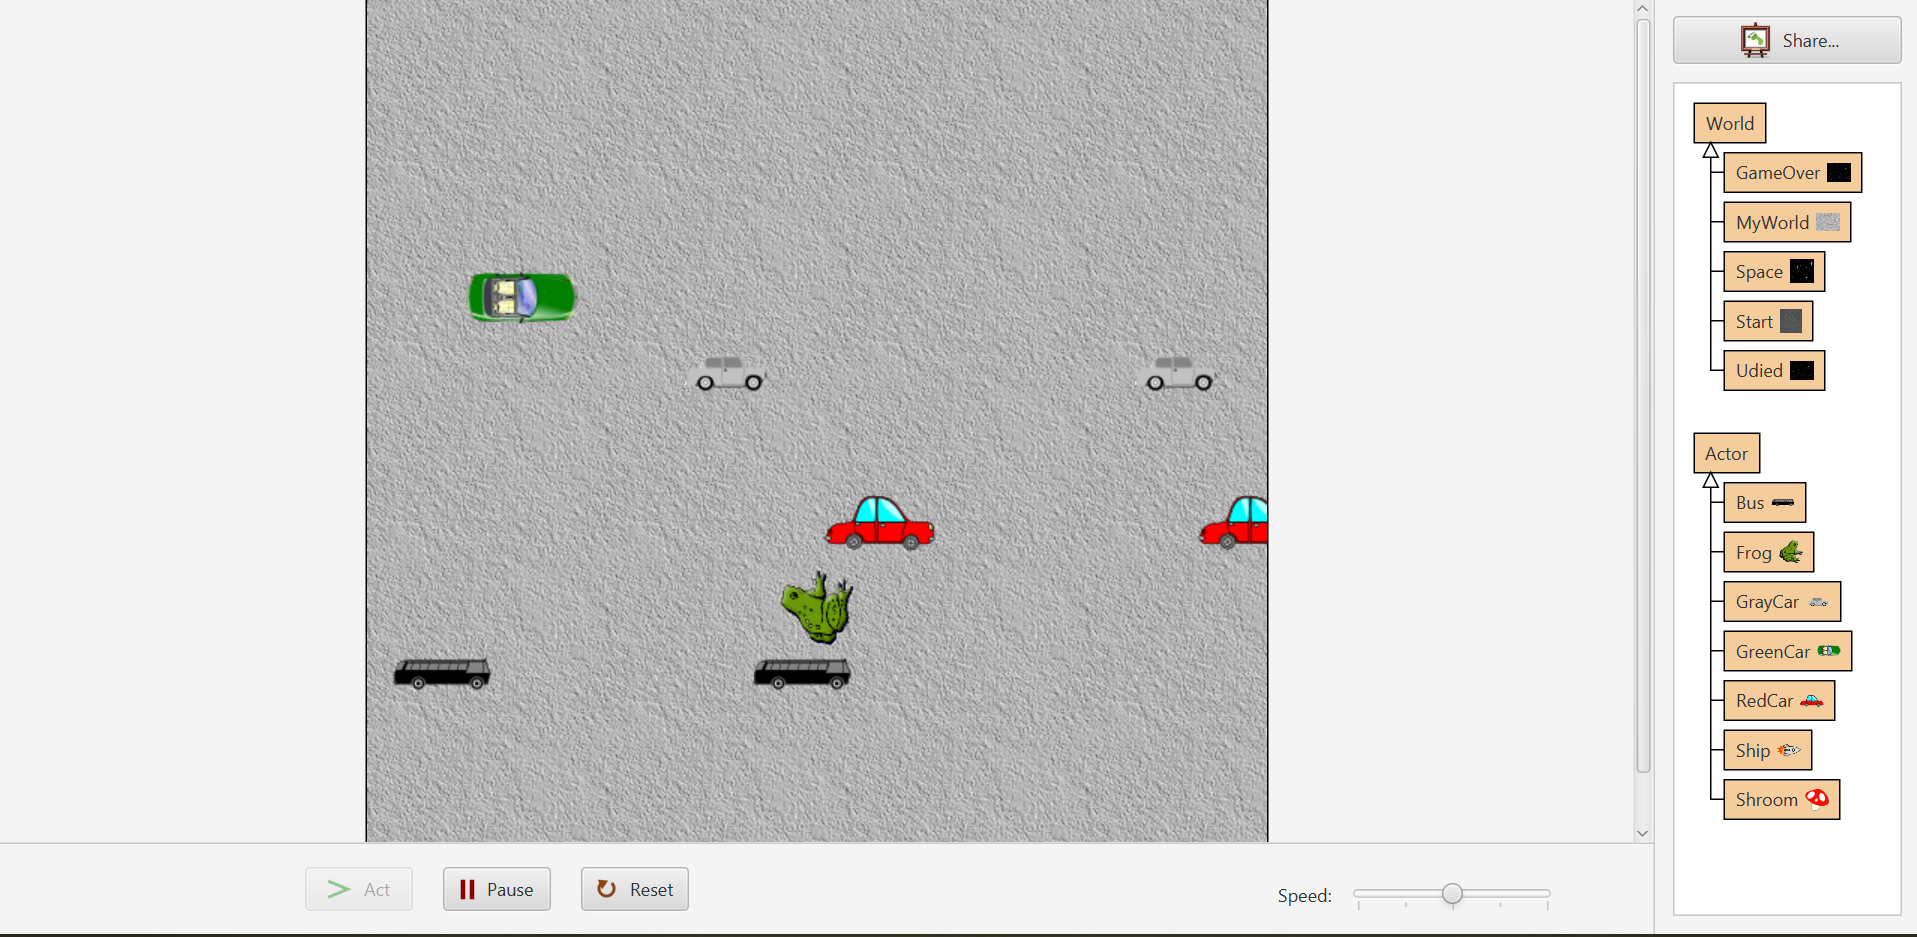 Share...
World
GameOver
MyWorld
Space
Start
Udied
Actor
Bus
Frog
GrayCar
GreenCar
RedCar
Ship
Shroom
Act
Pause
Reset
Speed: